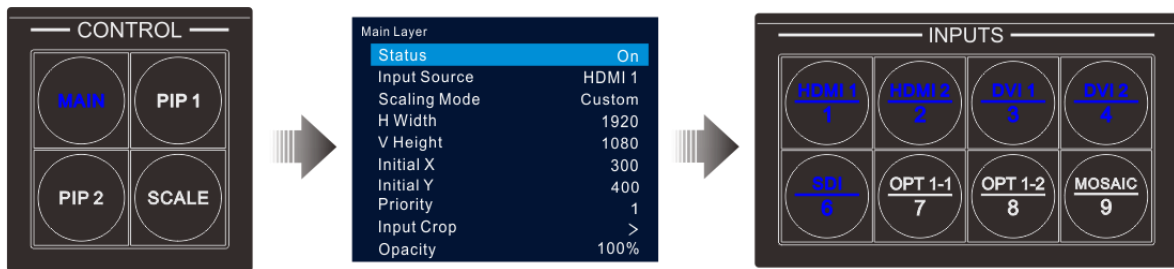 CONTROL
MAIN
PIP 1
PIP 2
SCALE
Main Layer
Status On
Input Source HDMI 1
Scaling Mode Custom
H Width 1920
V Height 1080
Initial X 300
Initial Y 400
Priority 1
Input Crop >
Opacity 100%
INPUTS
HDMI 1
1
HDMI 2
2
DVI 1
3
DVI 2
4
SDI
6
OPT 1-1
7
OPT 1-2
8
MOSAIC
9